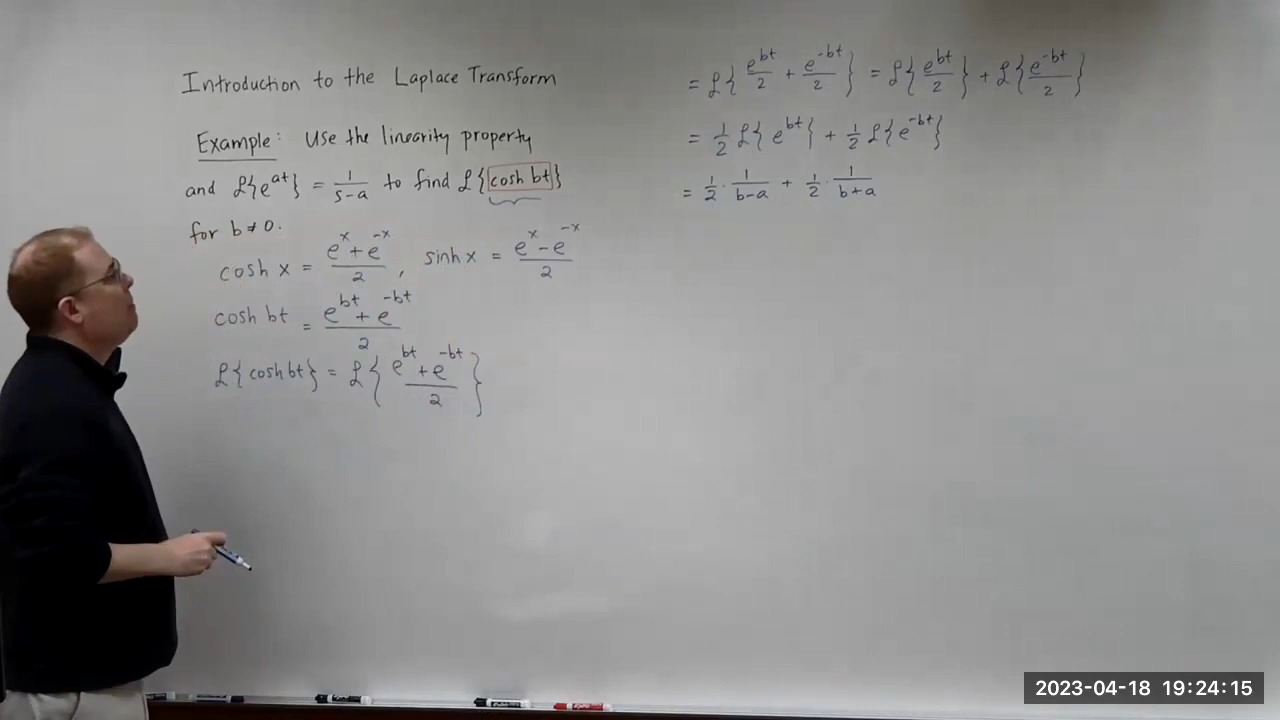 Introduction to the Laplace Transform
Example: Use the linearity property
and ℒ{e^{at}} = 1/(s-a) to find ℒ{cosh bt}
for b≠0.
cosh x = (e^x + e^{-x})/2 , sinh x = (e^x - e^{-x})/2
cosh bt = (e^{bt} + e^{-bt})/2
ℒ{cosh bt} = ℒ{(e^{bt} + e^{-bt})/2}
= ℒ{e^{bt}/2 + e^{-bt}/2} = ℒ{e^{bt}/2} + ℒ{e^{-bt}/2}
= 1/2 ℒ{e^{bt}} + 1/2 ℒ{e^{-bt}}
= 1/2 · 1/(b-a) + 1/2 · 1/(b+a)
2023-04-18 19:24:15